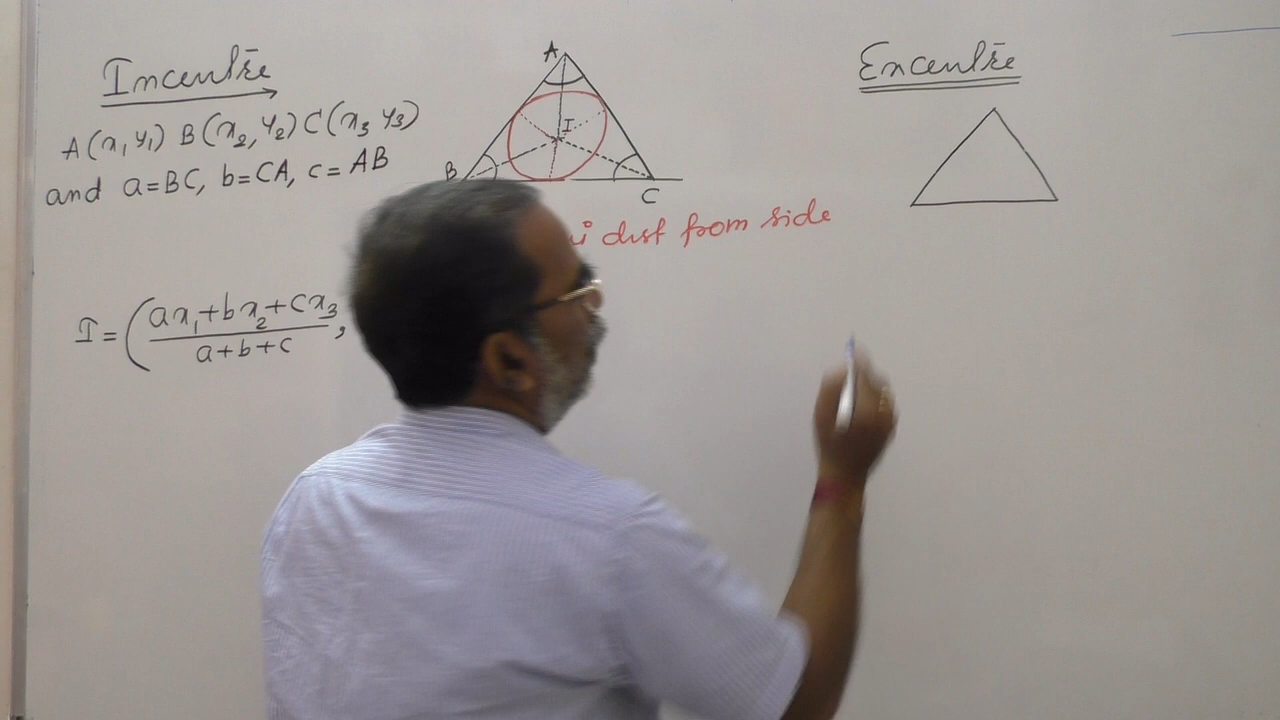 Incentre
A(x₁ y₁) B(x₂, y₂) C(x₃ y₃)
and a=BC, b=CA, c=AB
I=(ax₁+bx₂+cx₃
a+b+c ,
A
I
B
C
dist from side
Excentre